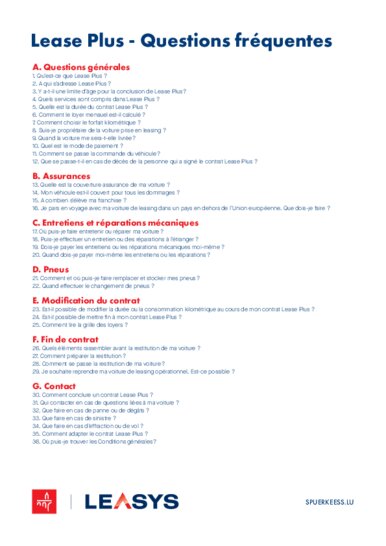 Lease Plus - Questions fréquentes
A. Questions générales
1. Qu'est-ce que Lease Plus ?
2. A qui s'adresse Lease Plus ?
3. Y a-t-il une limite d'âge pour la conclusion de Lease Plus?
4. Quels services sont compris dans Lease Plus ?
5. Quelle est la durée du contrat Lease Plus ?
6. Comment le loyer mensuel est-il calculé ?
7. Comment choisir le forfait kilométrique ?
8. Suis-je propriétaire de la voiture prise en leasing ?
9. Quand la voiture me sera-t-elle livrée?
10. Quel est le mode de paiement ?
11. Comment se passe la commande du véhicule?
12. Que se passe-t-il en cas de décès de la personne qui a signé le contrat Lease Plus ?
B. Assurances
13. Quelle est la couverture assurance de ma voiture ?
14. Mon véhicule est-il couvert pour tous les dommages ?
15. A combien s'élève ma franchise ?
16. Je pars en voyage avec ma voiture de leasing dans un pays en dehors de l'Union européenne. Que dois-je faire ?
C. Entretiens et réparations mécaniques
17. Où puis-je faire entretenir ou réparer ma voiture ?
18. Puis-je effectuer un entretien ou des réparations à l'étranger ?
19. Dois-je payer les entretiens ou les réparations mécaniques moi-même ?
20. Quand dois-je payer moi-même les entretiens ou les réparations ?
D. Pneus
21. Comment et où puis-je faire remplacer et stocker mes pneus ?
22. Quand effectuer le changement de pneus ?
E. Modification du contrat
23. Est-il possible de modifier la durée ou la consommation kilométrique au cours de mon contrat Lease Plus ?
24. Est-il possible de mettre fin à mon contrat Lease Plus ?
25. Comment lire la grille des loyers ?
F. Fin de contrat
26. Quels éléments rassembler avant la restitution de ma voiture ?
27. Comment préparer la restitution ?
28. Comment se passe la restitution de ma voiture ?
29. Je souhaite reprendre ma voiture de leasing opérationnel. Est-ce possible ?
G. Contact
30. Comment conclure un contrat Lease Plus ?
31. Qui contacter en cas de questions liées à ma voiture ?
32. Que faire en cas de panne ou de dégâts ?
33. Que faire en cas de sinistre ?
34. Que faire en cas d'effraction ou de vol ?
35. Comment adapter le contrat Lease Plus ?
38. Où puis-je trouver les Conditions générales?
LEASYS
SPUERKEESS.LU